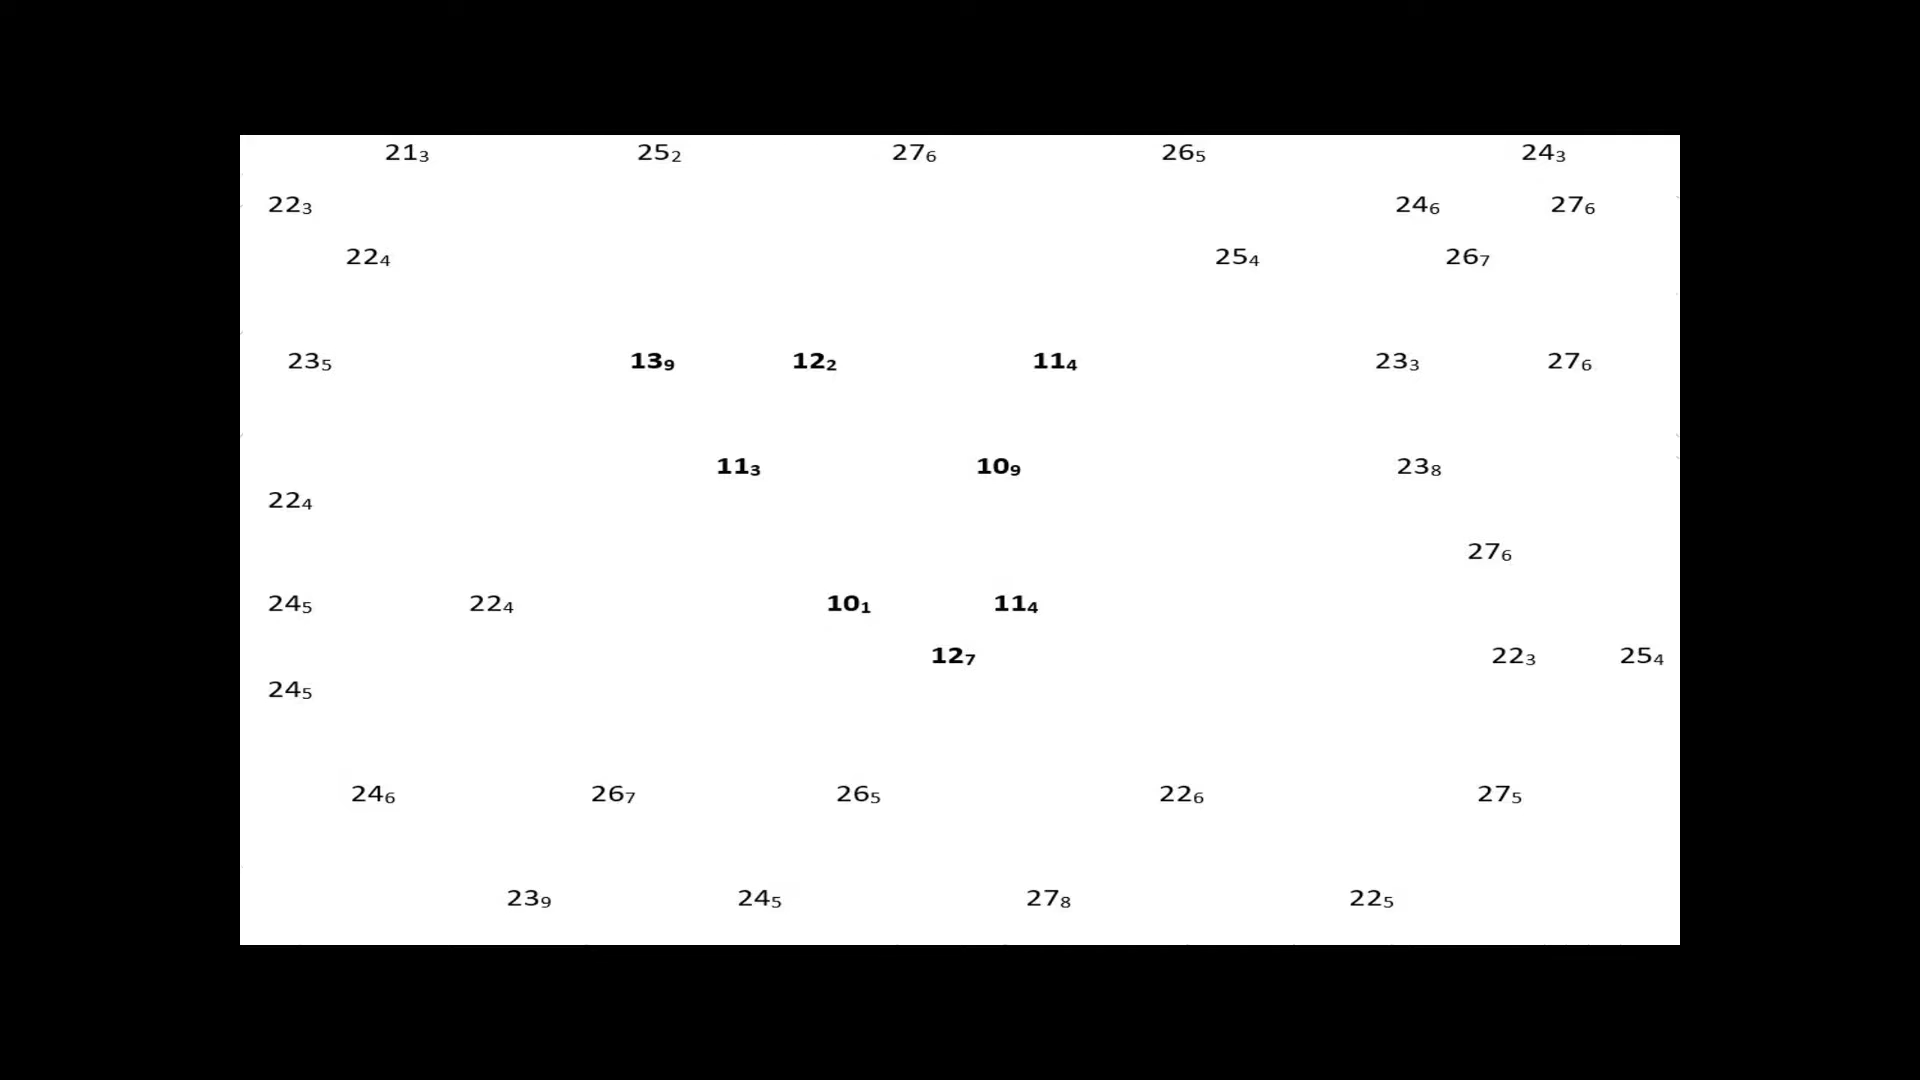 21₃ 25₂ 27₆ 26₅ 24₃
22₃ 24₆ 27₆
22₄ 25₄ 26₇
23₅ 13₉ 12₂ 11₄ 23₃ 27₆
11₃ 10₉ 23₈
22₄
27₆
24₅ 22₄ 10₁ 11₄
12₇ 22₃ 25₄
24₅
24₆ 26₇ 26₅ 22₆ 27₅
23₉ 24₅ 27₈ 22₅